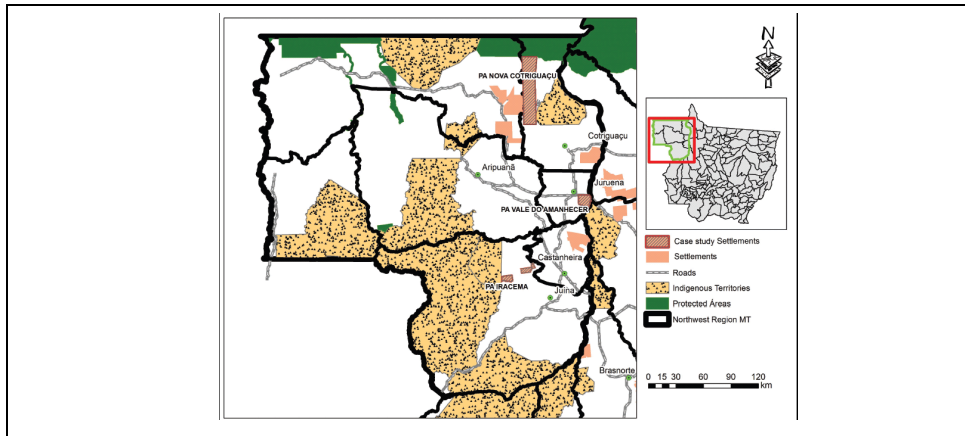 N
PA NOVA COTRIGUAÇU
Cotriguaçu
Aripuanã
Juruena
PA VALE DO AMANHECER
Castanheira
PA IRACEMA
Juína
Brasnorte
Case study Settlements
Settlements
Roads
Indigenous Territories
Protected Áreas
Northwest Region MT
0 15 30 60 90 120
km